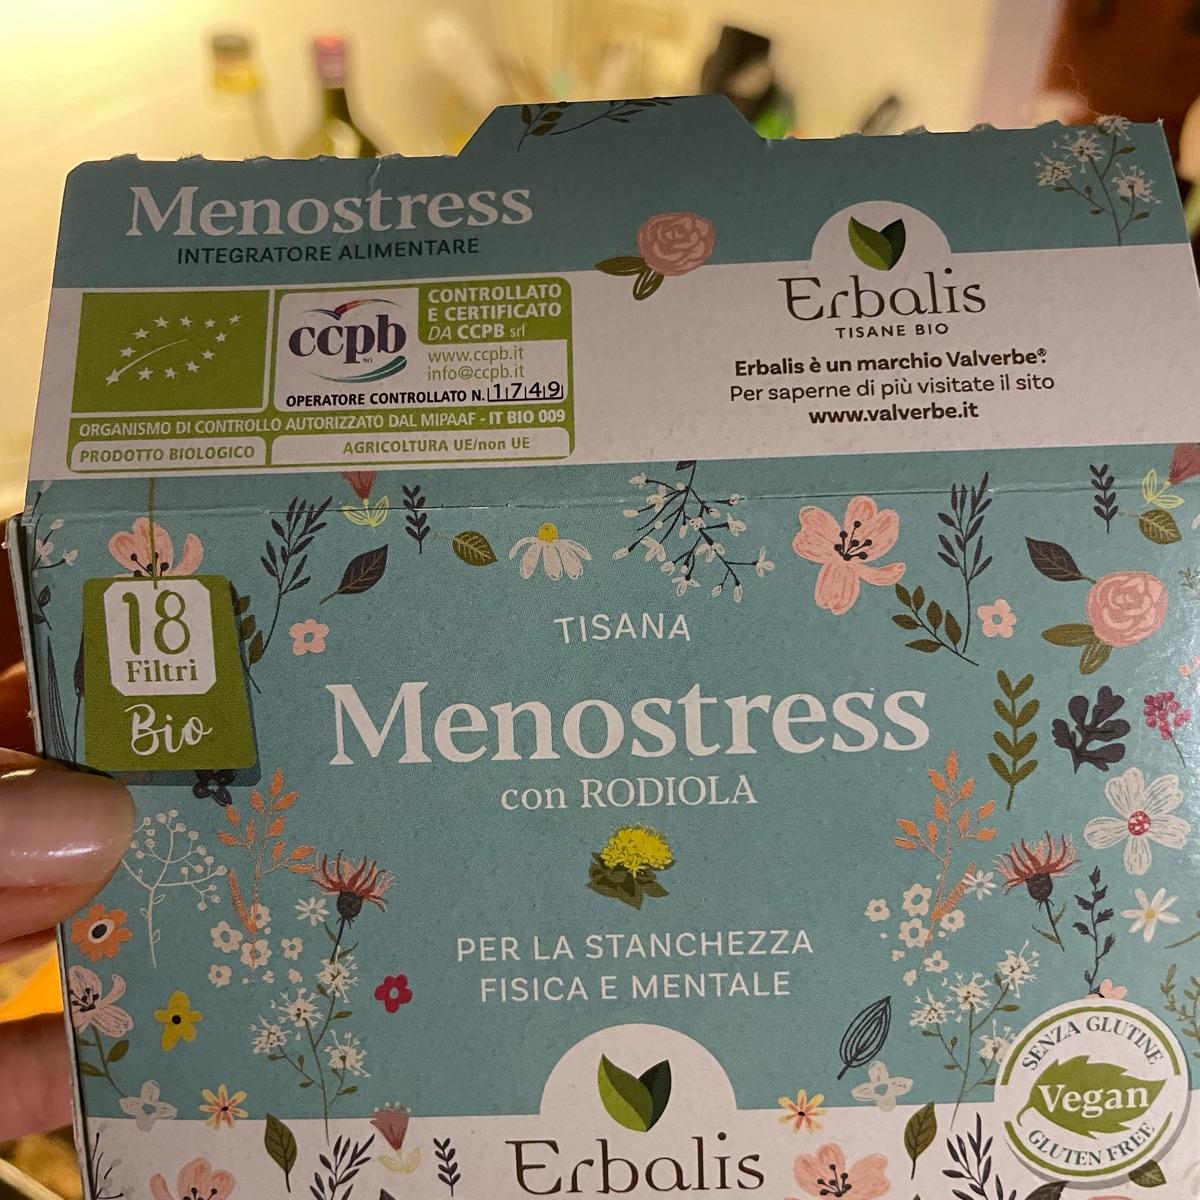 Menostress
INTEGRATORE ALIMENTARE
ccpb
srl
CONTROLLATO
E CERTIFICATO
DA CCPB srl
www.ccpb.it
info@ccpb.it
OPERATORE CONTROLLATO N. 1749
ORGANISMO DI CONTROLLO AUTORIZZATO DAL MIPAAF - IT BIO 009
PRODOTTO BIOLOGICO
AGRICOLTURA UE/non UE
Erbalis
TISANE BIO
Erbalis è un marchio Valverbe®.
Per saperne di più visitate il sito
www.valverbe.it
18
Filtri
Bio
TISANA
Menostress
con RODIOLA
PER LA STANCHEZZA
FISICA E MENTALE
Erbalis
SENZA GLUTINE
Vegan
GLUTEN FREE